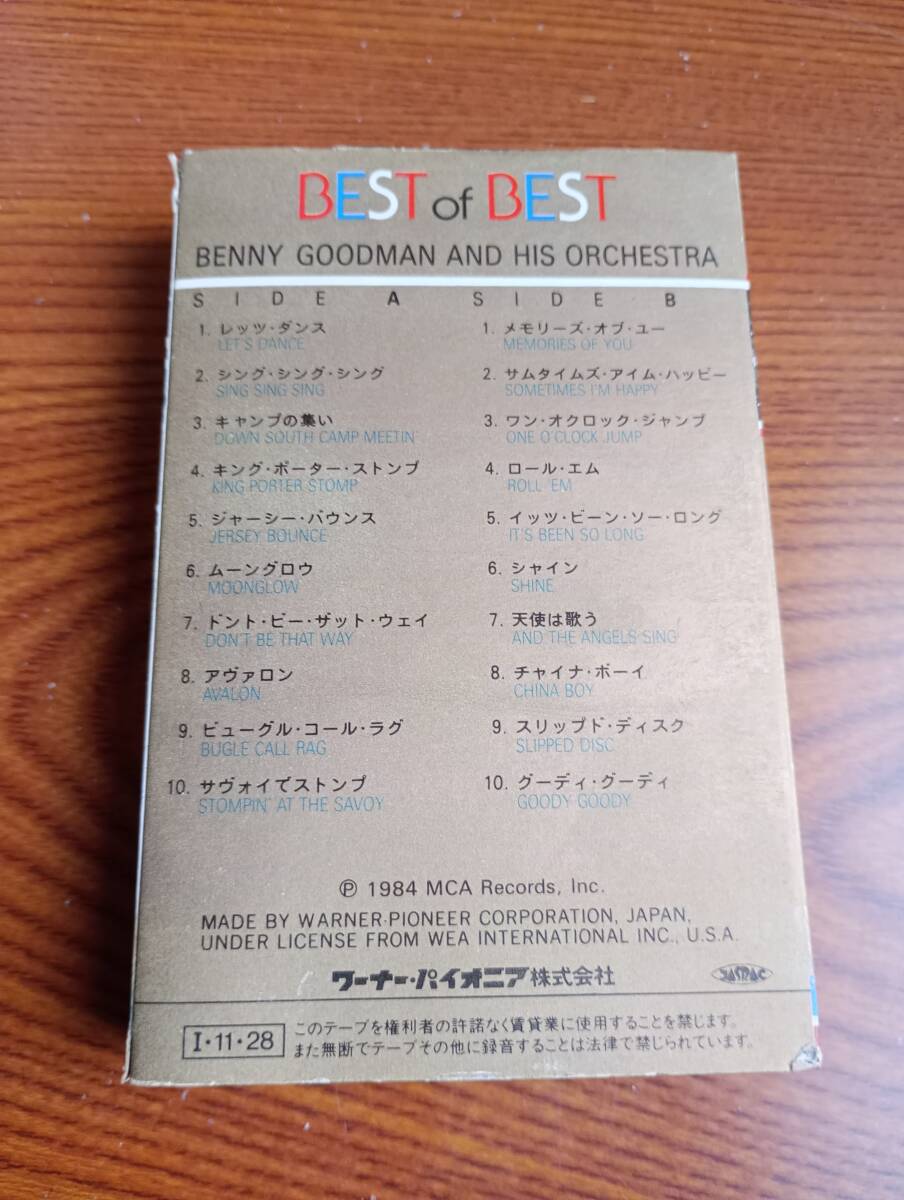 BEST of BEST
BENNY GOODMAN AND HIS ORCHESTRA
SIDE A
1. レッツ・ダンス
LET'S DANCE
2. シング・シング・シング
SING SING SING
3. キャンプの集い
DOWN SOUTH CAMP MEETIN'
4. キング・ポーター・ストンプ
KING PORTER STOMP
5. ジャーシー・バウンス
JERSEY BOUNCE
6. ムーングロウ
MOONGLOW
7. ドント・ビー・ザット・ウェイ
DON'T BE THAT WAY
8. アヴァロン
AVALON
9. ビューグル・コール・ラグ
BUGLE CALL RAG
10. サヴォイでストンプ
STOMPIN' AT THE SAVOY
SIDE B
1. メモリーズ・オブ・ユー
MEMORIES OF YOU
2. サムタイムズ・アイム・ハッピー
SOMETIMES I'M HAPPY
3. ワン・オクロック・ジャンプ
ONE O'CLOCK JUMP
4. ロール・エム
ROLL 'EM
5. イッツ・ビーン・ソー・ロング
IT'S BEEN SO LONG
6. シャイン
SHINE
7. 天使は歌う
AND THE ANGELS SING
8. チャイナ・ボーイ
CHINA BOY
9. スリップド・ディスク
SLIPPED DISC
10. グーディ・グーディ
GOODY GOODY
℗ 1984 MCA Records, Inc.
MADE BY WARNER-PIONEER CORPORATION, JAPAN,
UNDER LICENSE FROM WEA INTERNATIONAL INC., U.S.A.
ワーナー・パイオニア株式会社
JASRAC
I・11・28
このテープを権利者の許諾なく賃貸業に使用することを禁じます。
また無断でテープその他に録音することは法律で禁じられています。